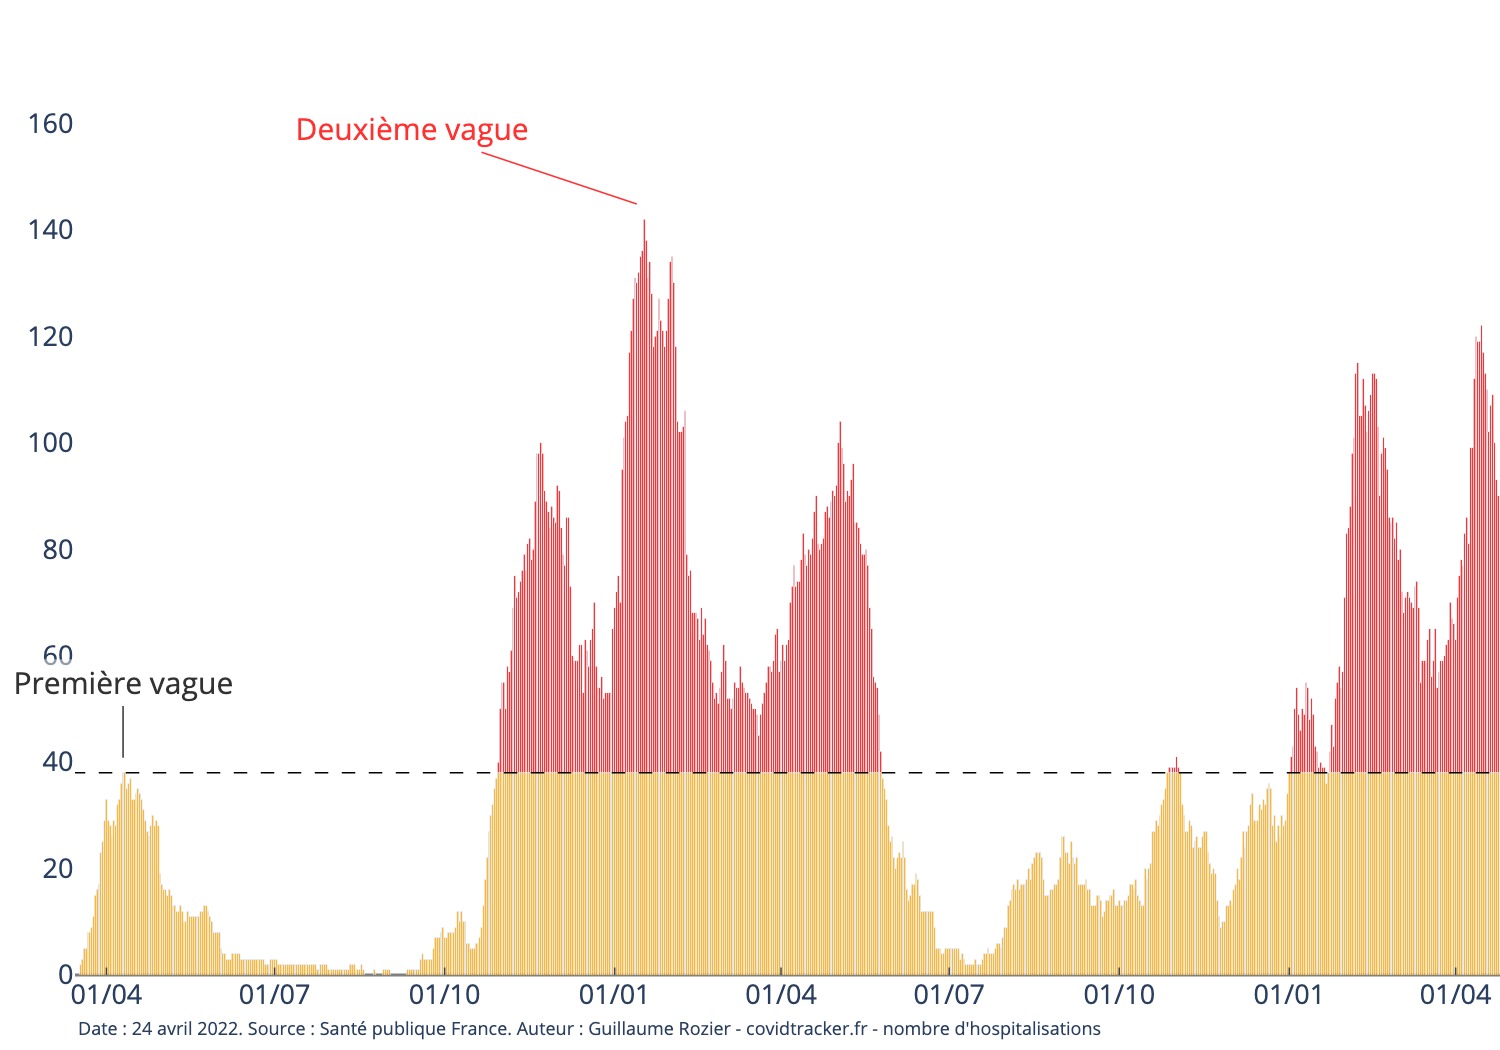 160
Deuxième vague
140
120
100
80
60
Première vague
40
20
0
01/04 01/07 01/10 01/01 01/04 01/07 01/10 01/01 01/04
Date : 24 avril 2022. Source : Santé publique France. Auteur : Guillaume Rozier - covidtracker.fr - nombre d'hospitalisations